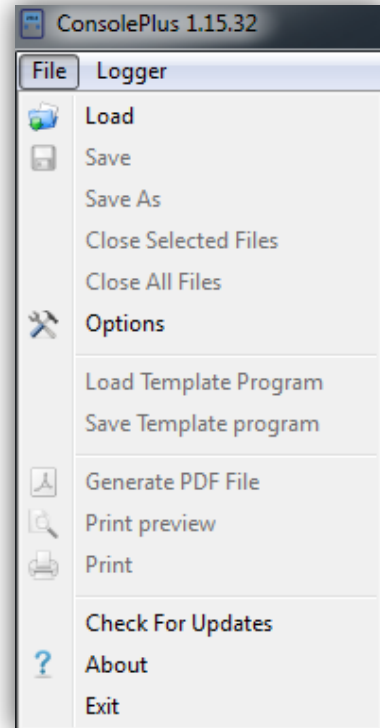 ConsolePlus 1.15.32
File Logger
Load
Save
Save As
Close Selected Files
Close All Files
Options
Load Template Program
Save Template program
Generate PDF File
Print preview
Print
Check For Updates
? About
Exit